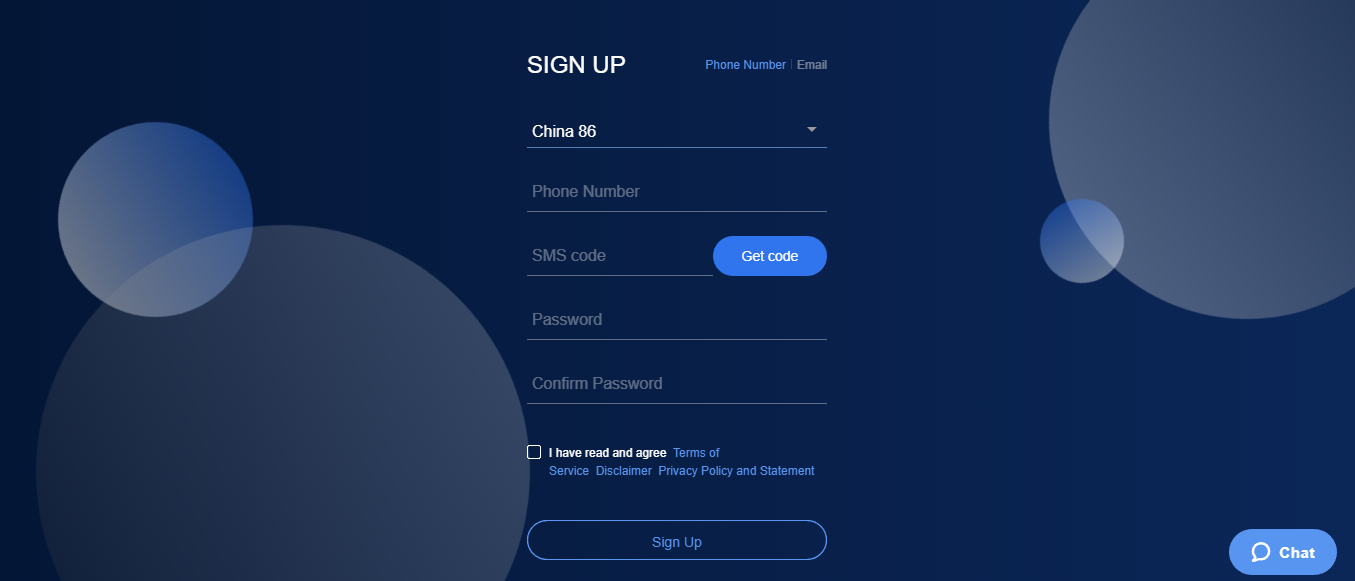 SIGN UP
Phone Number | Email
China 86
Phone Number
SMS code
Get code
Password
Confirm Password
I have read and agree Terms of
Service Disclaimer Privacy Policy and Statement
Sign Up
Chat